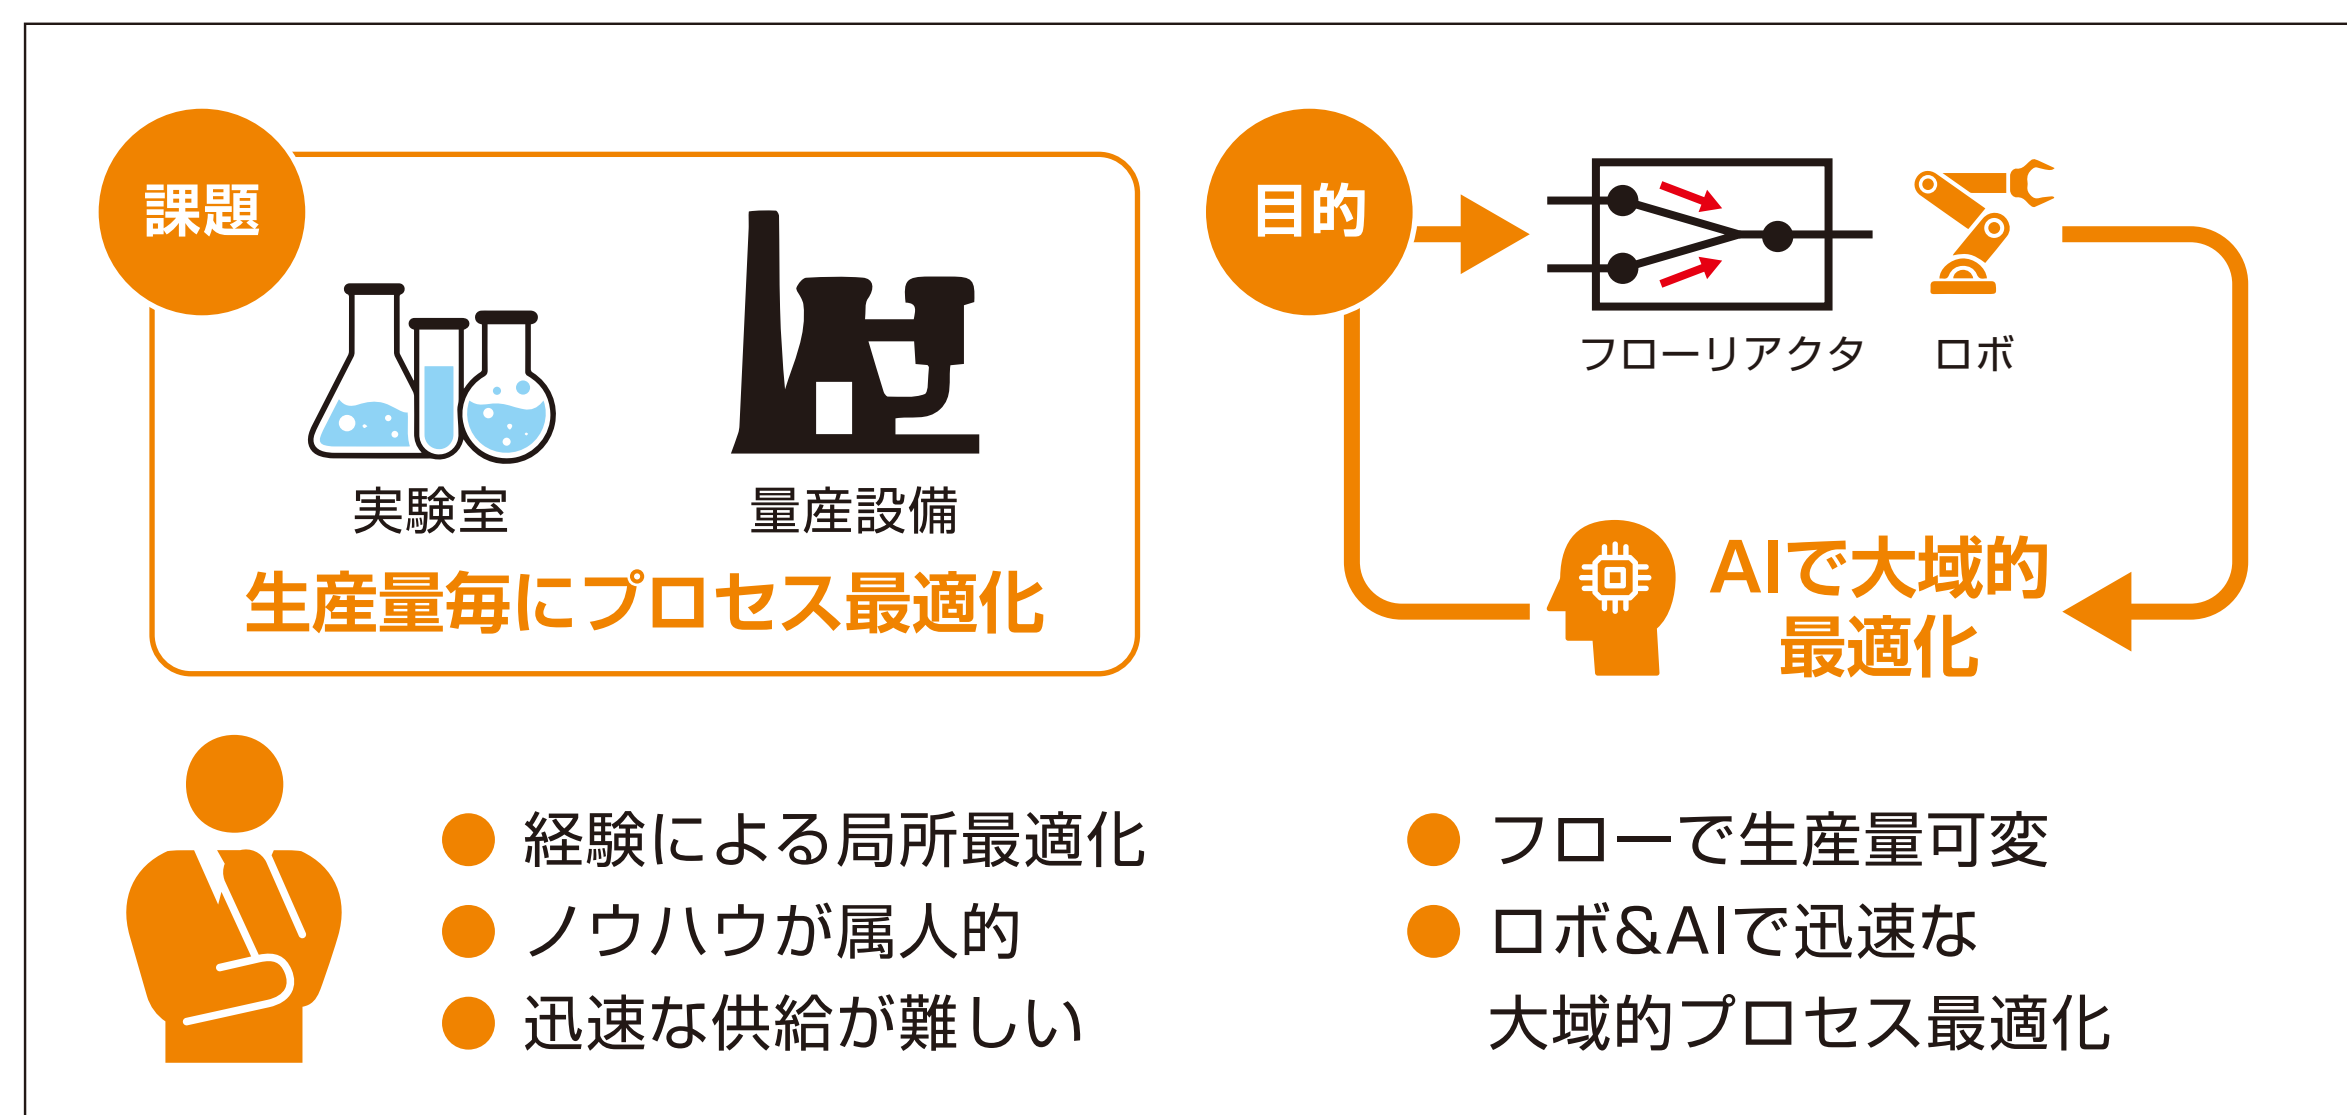 課題
実験室
量産設備
生産量毎にプロセス最適化
経験による局所最適化
ノウハウが属人的
迅速な供給が難しい
目的
フローリアクタ
ロボ
AIで大域的
最適化
フローで生産量可変
ロボ&AIで迅速な
大域的プロセス最適化